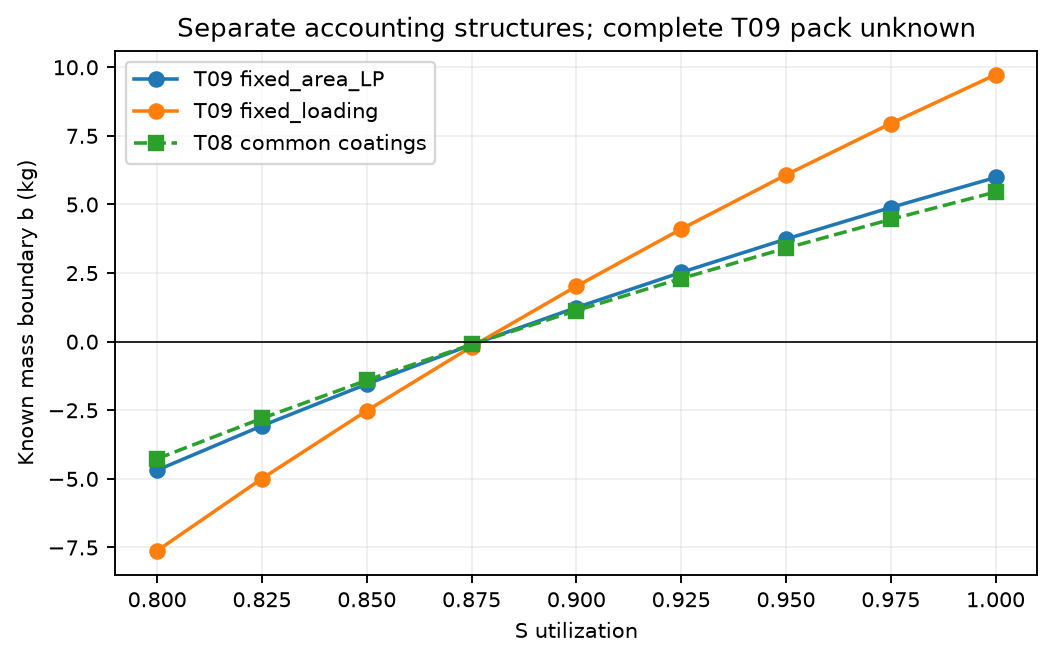 Separate accounting structures; complete T09 pack unknown
Known mass boundary b (kg)
10.0
7.5
5.0
2.5
0.0
−2.5
−5.0
−7.5
T09 fixed_area_LP
T09 fixed_loading
T08 common coatings
0.800 0.825 0.850 0.875 0.900 0.925 0.950 0.975 1.000
S utilization